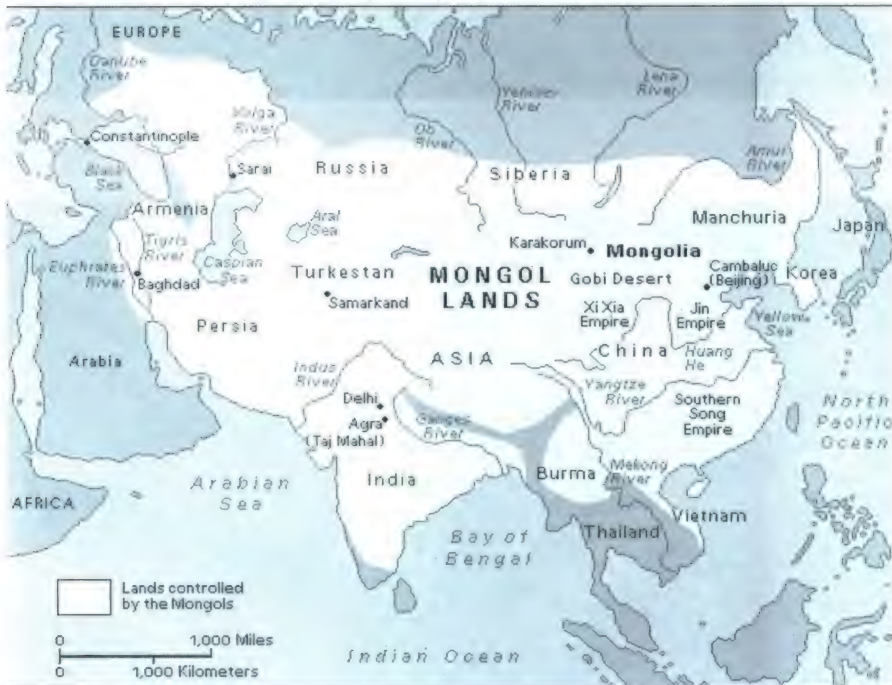 EUROPE
Danube
River
Volga
River
Ob
River
Yenisey
River
Lena
River
Amur
River
Constantinople
Black
Sea
Sarai
Russia
Siberia
Armenia
Aral
Sea
Manchuria
Japan
Tigris
River
Caspian
Sea
Karakorum
Mongolia
Euphrates
River
Baghdad
Turkestan
MONGOL
LANDS
Gobi Desert
Cambaluc
(Beijing)
Korea
Samarkand
Xi Xia
Empire
Jin
Empire
Yellow
Sea
Persia
Arabia
ASIA
China
Huang
He
Indus
River
Yangtze
River
Delhi
Agra
(Taj Mahal)
Ganges
River
Southern
Song
Empire
North
Pacific
Ocean
AFRICA
Arabian
Sea
India
Burma
Mekong
River
Vietnam
Bay of
Bengal
Thailand
Lands controlled
by the Mongols
0 1,000 Miles
0 1,000 Kilometers
Indian Ocean